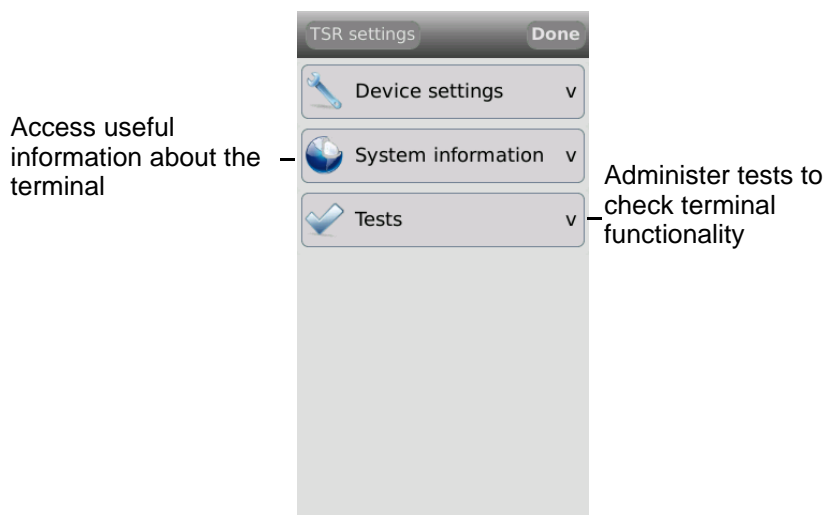 TSR settings
Done
Device settings v
Access useful
information about the
terminal
System information v
Tests v
Administer tests to
check terminal
functionality